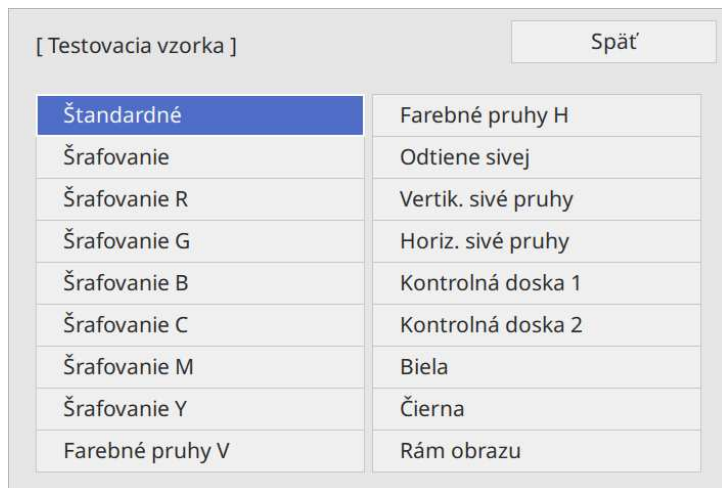 [ Testovacia vzorka ]
Späť
Štandardné
Šrafovanie
Šrafovanie R
Šrafovanie G
Šrafovanie B
Šrafovanie C
Šrafovanie M
Šrafovanie Y
Farebné pruhy V
Farebné pruhy H
Odtiene sivej
Vertik. sivé pruhy
Horiz. sivé pruhy
Kontrolná doska 1
Kontrolná doska 2
Biela
Čierna
Rám obrazu